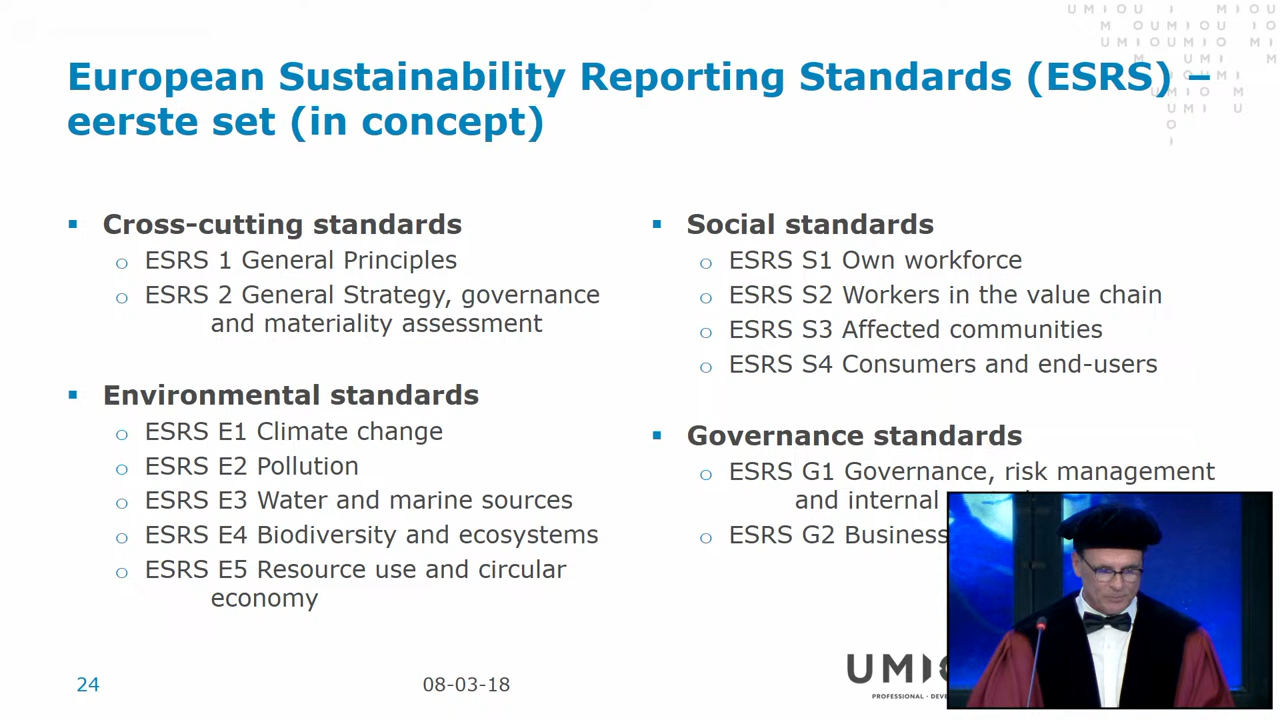 European Sustainability Reporting Standards (ESRS) –
eerste set (in concept)
Cross-cutting standards
ESRS 1 General Principles
ESRS 2 General Strategy, governance
and materiality assessment
Environmental standards
ESRS E1 Climate change
ESRS E2 Pollution
ESRS E3 Water and marine sources
ESRS E4 Biodiversity and ecosystems
ESRS E5 Resource use and circular
economy
Social standards
ESRS S1 Own workforce
ESRS S2 Workers in the value chain
ESRS S3 Affected communities
ESRS S4 Consumers and end-users
Governance standards
ESRS G1 Governance, risk management
and internal
ESRS G2 Business
24
08-03-18
PROFESSIONAL